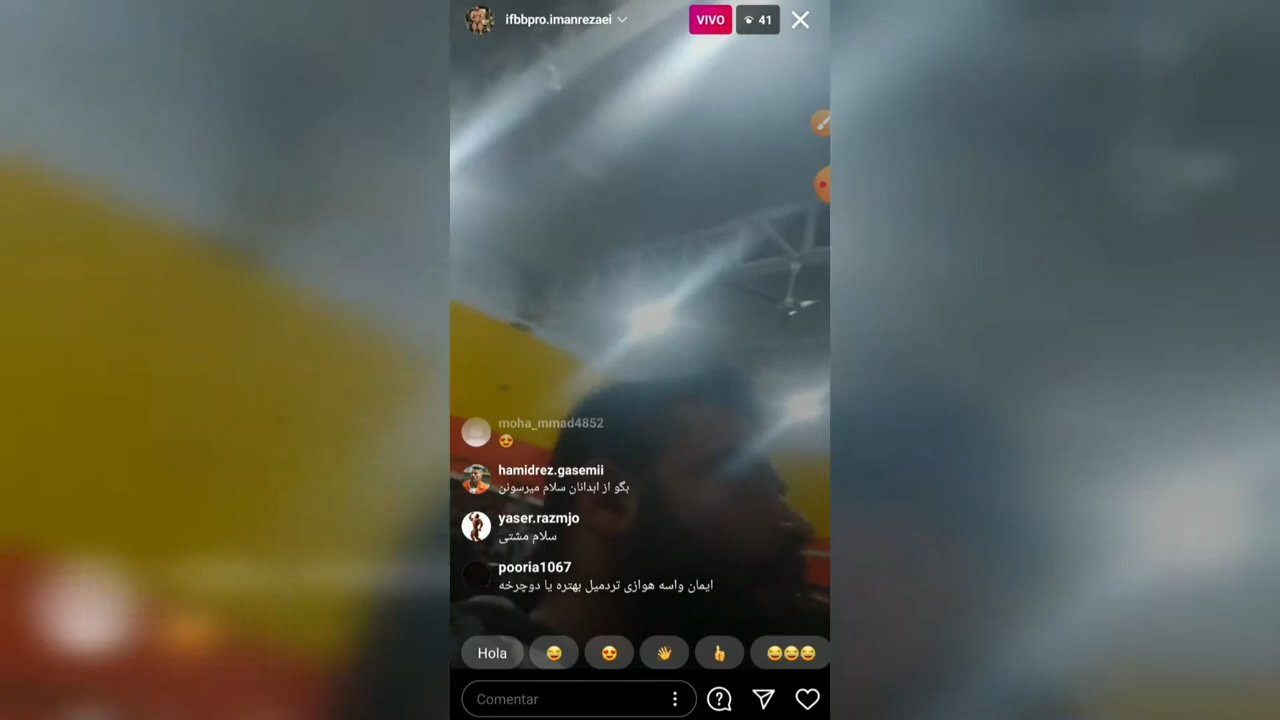 ifbbpro.imanrezaei
VIVO
41
moha_mmad4852
😍
hamidrez.gasemii
بگو از ابدانان سلام میرسونن
yaser.razmjo
سلام مشتی
pooria1067
ایمان واسه هوازی تردمیل بهتره یا دوچرخه
Hola 😂 😍 👋 👍 😂😂😂
Comentar